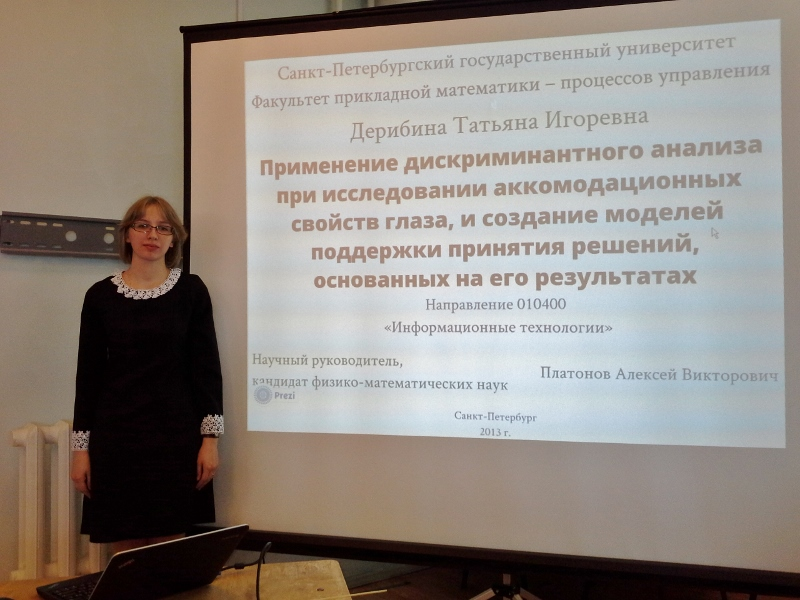 Санкт-Петербургский государственный университет
Факультет прикладной математики – процессов управления
Дерибина Татьяна Игоревна
Применение дискриминантного анализа
при исследовании аккомодационных
свойств глаза, и создание моделей
поддержки принятия решений,
основанных на его результатах
Направление 010400
«Информационные технологии»
Научный руководитель,
кандидат физико-математических наук
Платонов Алексей Викторович
Prezi
Санкт-Петербург
2013 г.